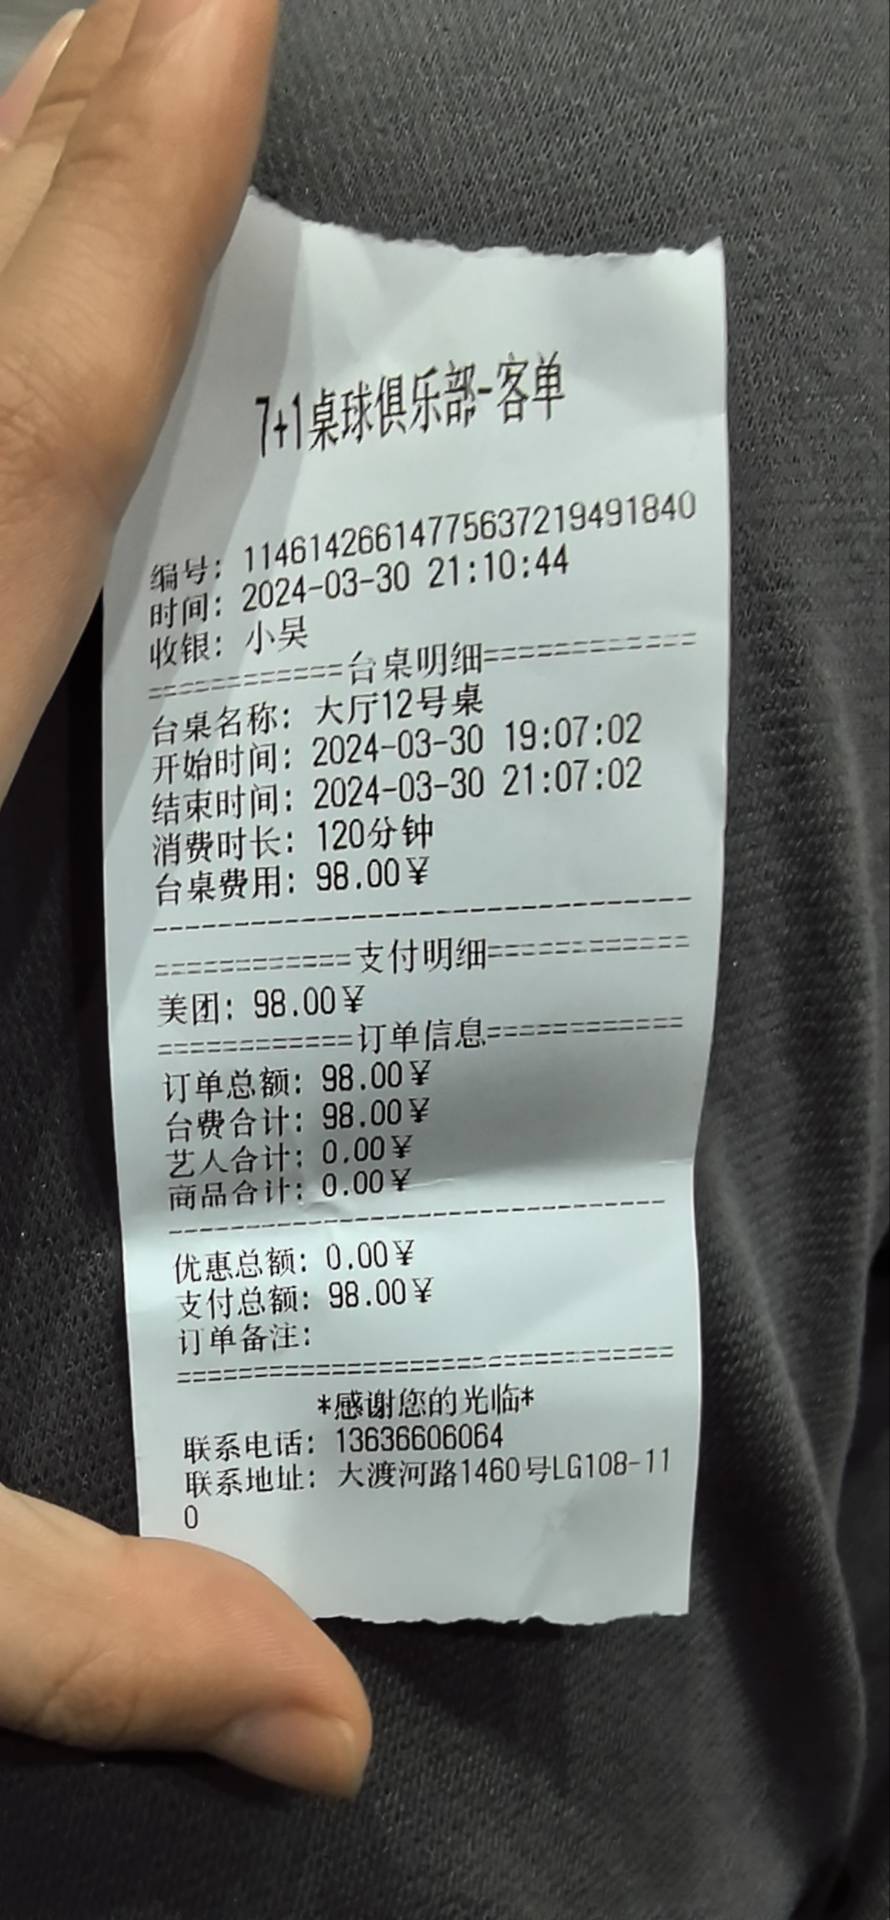 7+1桌球俱乐部-客单
编号: 1146142661477563721949​1840
时间: 2024-03-30 21:10:44
收银: 小吴
============台桌明细============
台桌名称: 大厅12号桌
开始时间: 2024-03-30 19:07:02
结束时间: 2024-03-30 21:07:02
消费时长: 120分钟
台桌费用: 98.00¥
--------------------------------
============支付明细============
美团: 98.00¥
============订单信息============
订单总额: 98.00¥
台费合计: 98.00¥
艺人合计: 0.00¥
商品合计: 0.00¥
--------------------------------
优惠总额: 0.00¥
支付总额: 98.00¥
订单备注:
================================
*感谢您的光临*
联系电话: 13636606064
联系地址: 大渡河路1460号LG108-11
0